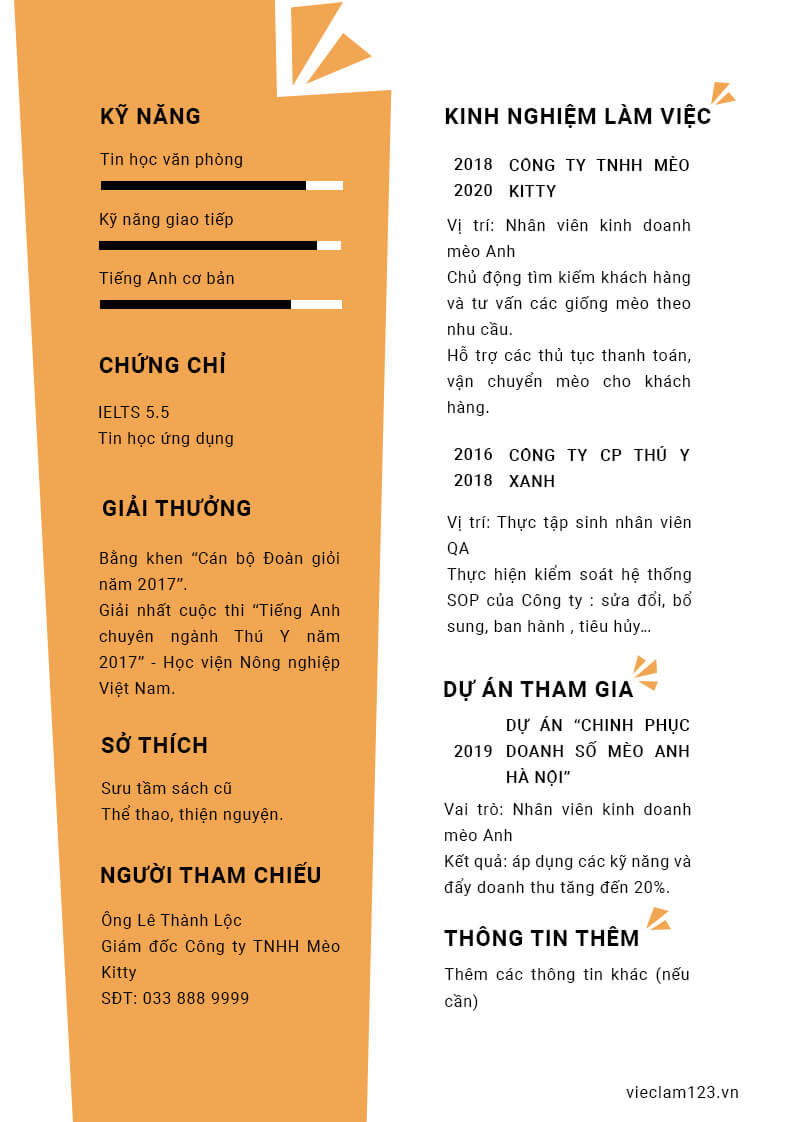 KỸ NĂNG
Tin học văn phòng
Kỹ năng giao tiếp
Tiếng Anh cơ bản
CHỨNG CHỈ
IELTS 5.5
Tin học ứng dụng
GIẢI THƯỞNG
Bằng khen “Cán bộ Đoàn giỏi
năm 2017”.
Giải nhất cuộc thi “Tiếng Anh
chuyên ngành Thú Y năm
2017” - Học viện Nông nghiệp
Việt Nam.
SỞ THÍCH
Sưu tầm sách cũ
Thể thao, thiện nguyện.
NGƯỜI THAM CHIẾU
Ông Lê Thành Lộc
Giám đốc Công ty TNHH Mèo
Kitty
SĐT: 033 888 9999
KINH NGHIỆM LÀM VIỆC
2018 CÔNG TY TNHH MÈO
2020 KITTY
Vị trí: Nhân viên kinh doanh
mèo Anh
Chủ động tìm kiếm khách hàng
và tư vấn các giống mèo theo
nhu cầu.
Hỗ trợ các thủ tục thanh toán,
vận chuyển mèo cho khách
hàng.
2016 CÔNG TY CP THÚ Y
2018 XANH
Vị trí: Thực tập sinh nhân viên
QA
Thực hiện kiểm soát hệ thống
SOP của Công ty : sửa đổi, bổ
sung, ban hành , tiêu hủy…
DỰ ÁN THAM GIA
DỰ ÁN “CHINH PHỤC
2019 DOANH SỐ MÈO ANH
HÀ NỘI”
Vai trò: Nhân viên kinh doanh
mèo Anh
Kết quả: áp dụng các kỹ năng và
đẩy doanh thu tăng đến 20%.
THÔNG TIN THÊM
Thêm các thông tin khác (nếu
cần)
vieclam123.vn